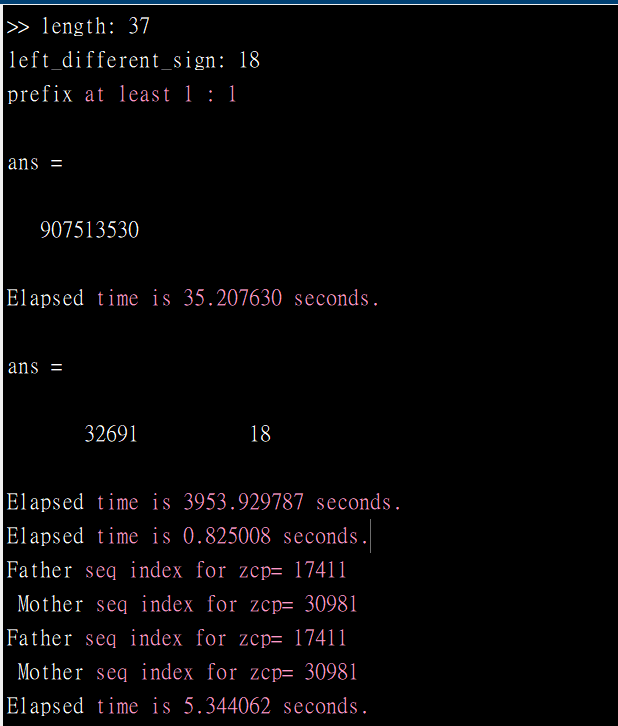 >> length: 37
left_different_sign: 18
prefix at least 1 : 1
ans =
907513530
Elapsed time is 35.207630 seconds.
ans =
32691 18
Elapsed time is 3953.929787 seconds.
Elapsed time is 0.825008 seconds.
Father seq index for zcp= 17411
Mother seq index for zcp= 30981
Father seq index for zcp= 17411
Mother seq index for zcp= 30981
Elapsed time is 5.344062 seconds.